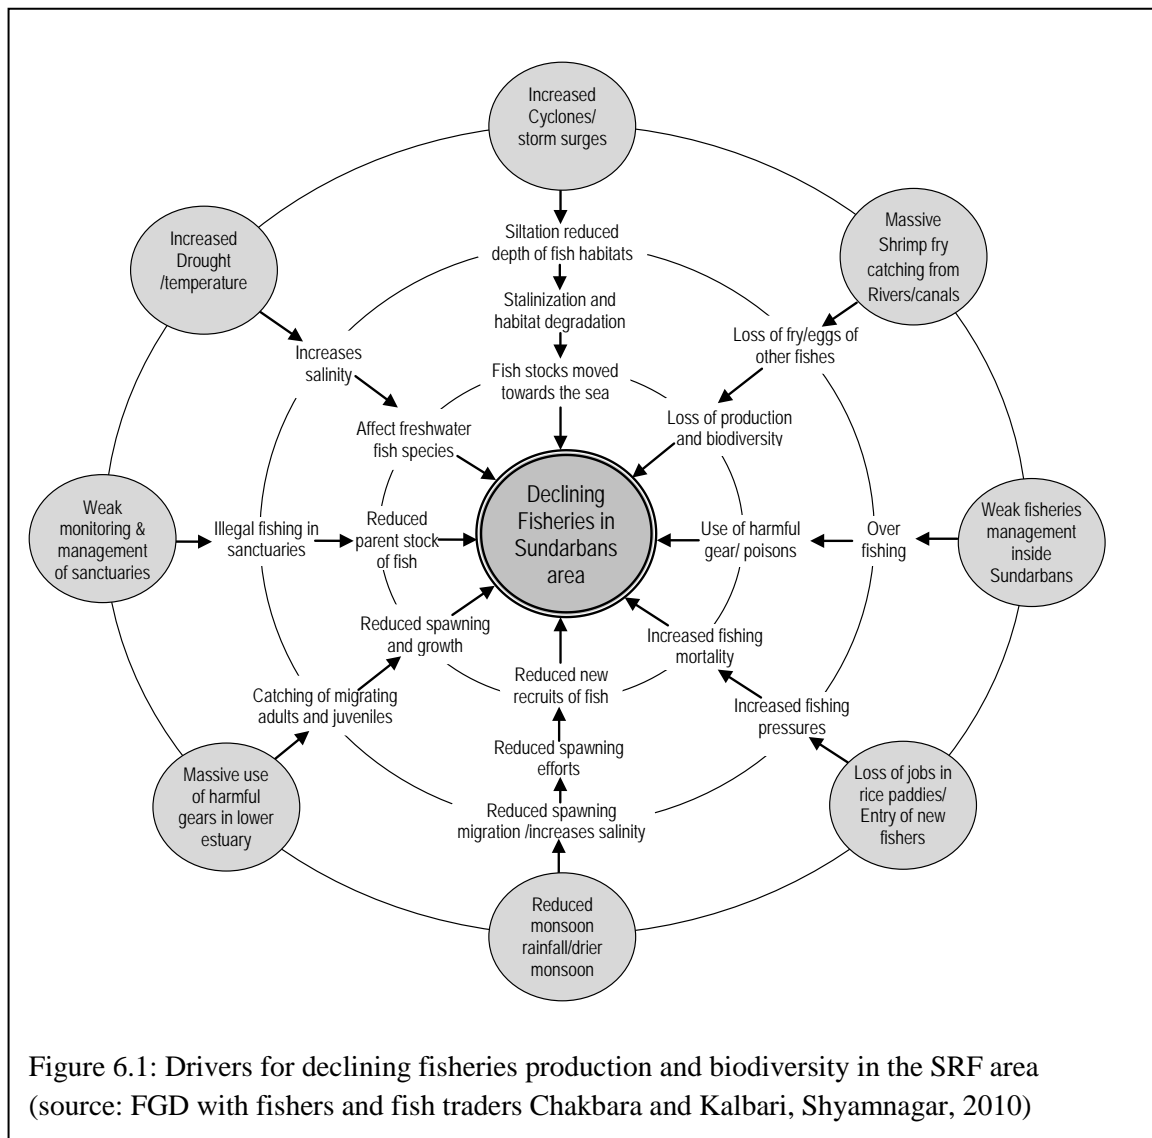 Increased
Cyclones/
storm surges
Siltation reduced
depth of fish habitats
Stalinization and
habitat degradation
Fish stocks moved
towards the sea
Massive
Shrimp fry
catching from
Rivers/canals
Loss of fry/eggs of
other fishes
Loss of production
and biodiversity
Weak fisheries
management
inside
Sundarbans
Over
fishing
Use of harmful
gear/ poisons
Loss of jobs in
rice paddies/
Entry of new
fishers
Increased fishing
pressures
Increased fishing
mortality
Reduced
monsoon
rainfall/drier
monsoon
Reduced spawning
migration /increases salinity
Reduced spawning
efforts
Reduced new
recruits of fish
Massive use
of harmful
gears in lower
estuary
Catching of migrating
adults and juveniles
Reduced spawning
and growth
Weak
monitoring &
management
of sanctuaries
Illegal fishing in
sanctuaries
Reduced
parent stock
of fish
Increased
Drought
/temperature
Increases
salinity
Affect freshwater
fish species
Declining
Fisheries in
Sundarbans
area
Figure 6.1: Drivers for declining fisheries production and biodiversity in the SRF area
(source: FGD with fishers and fish traders Chakbara and Kalbari, Shyamnagar, 2010)